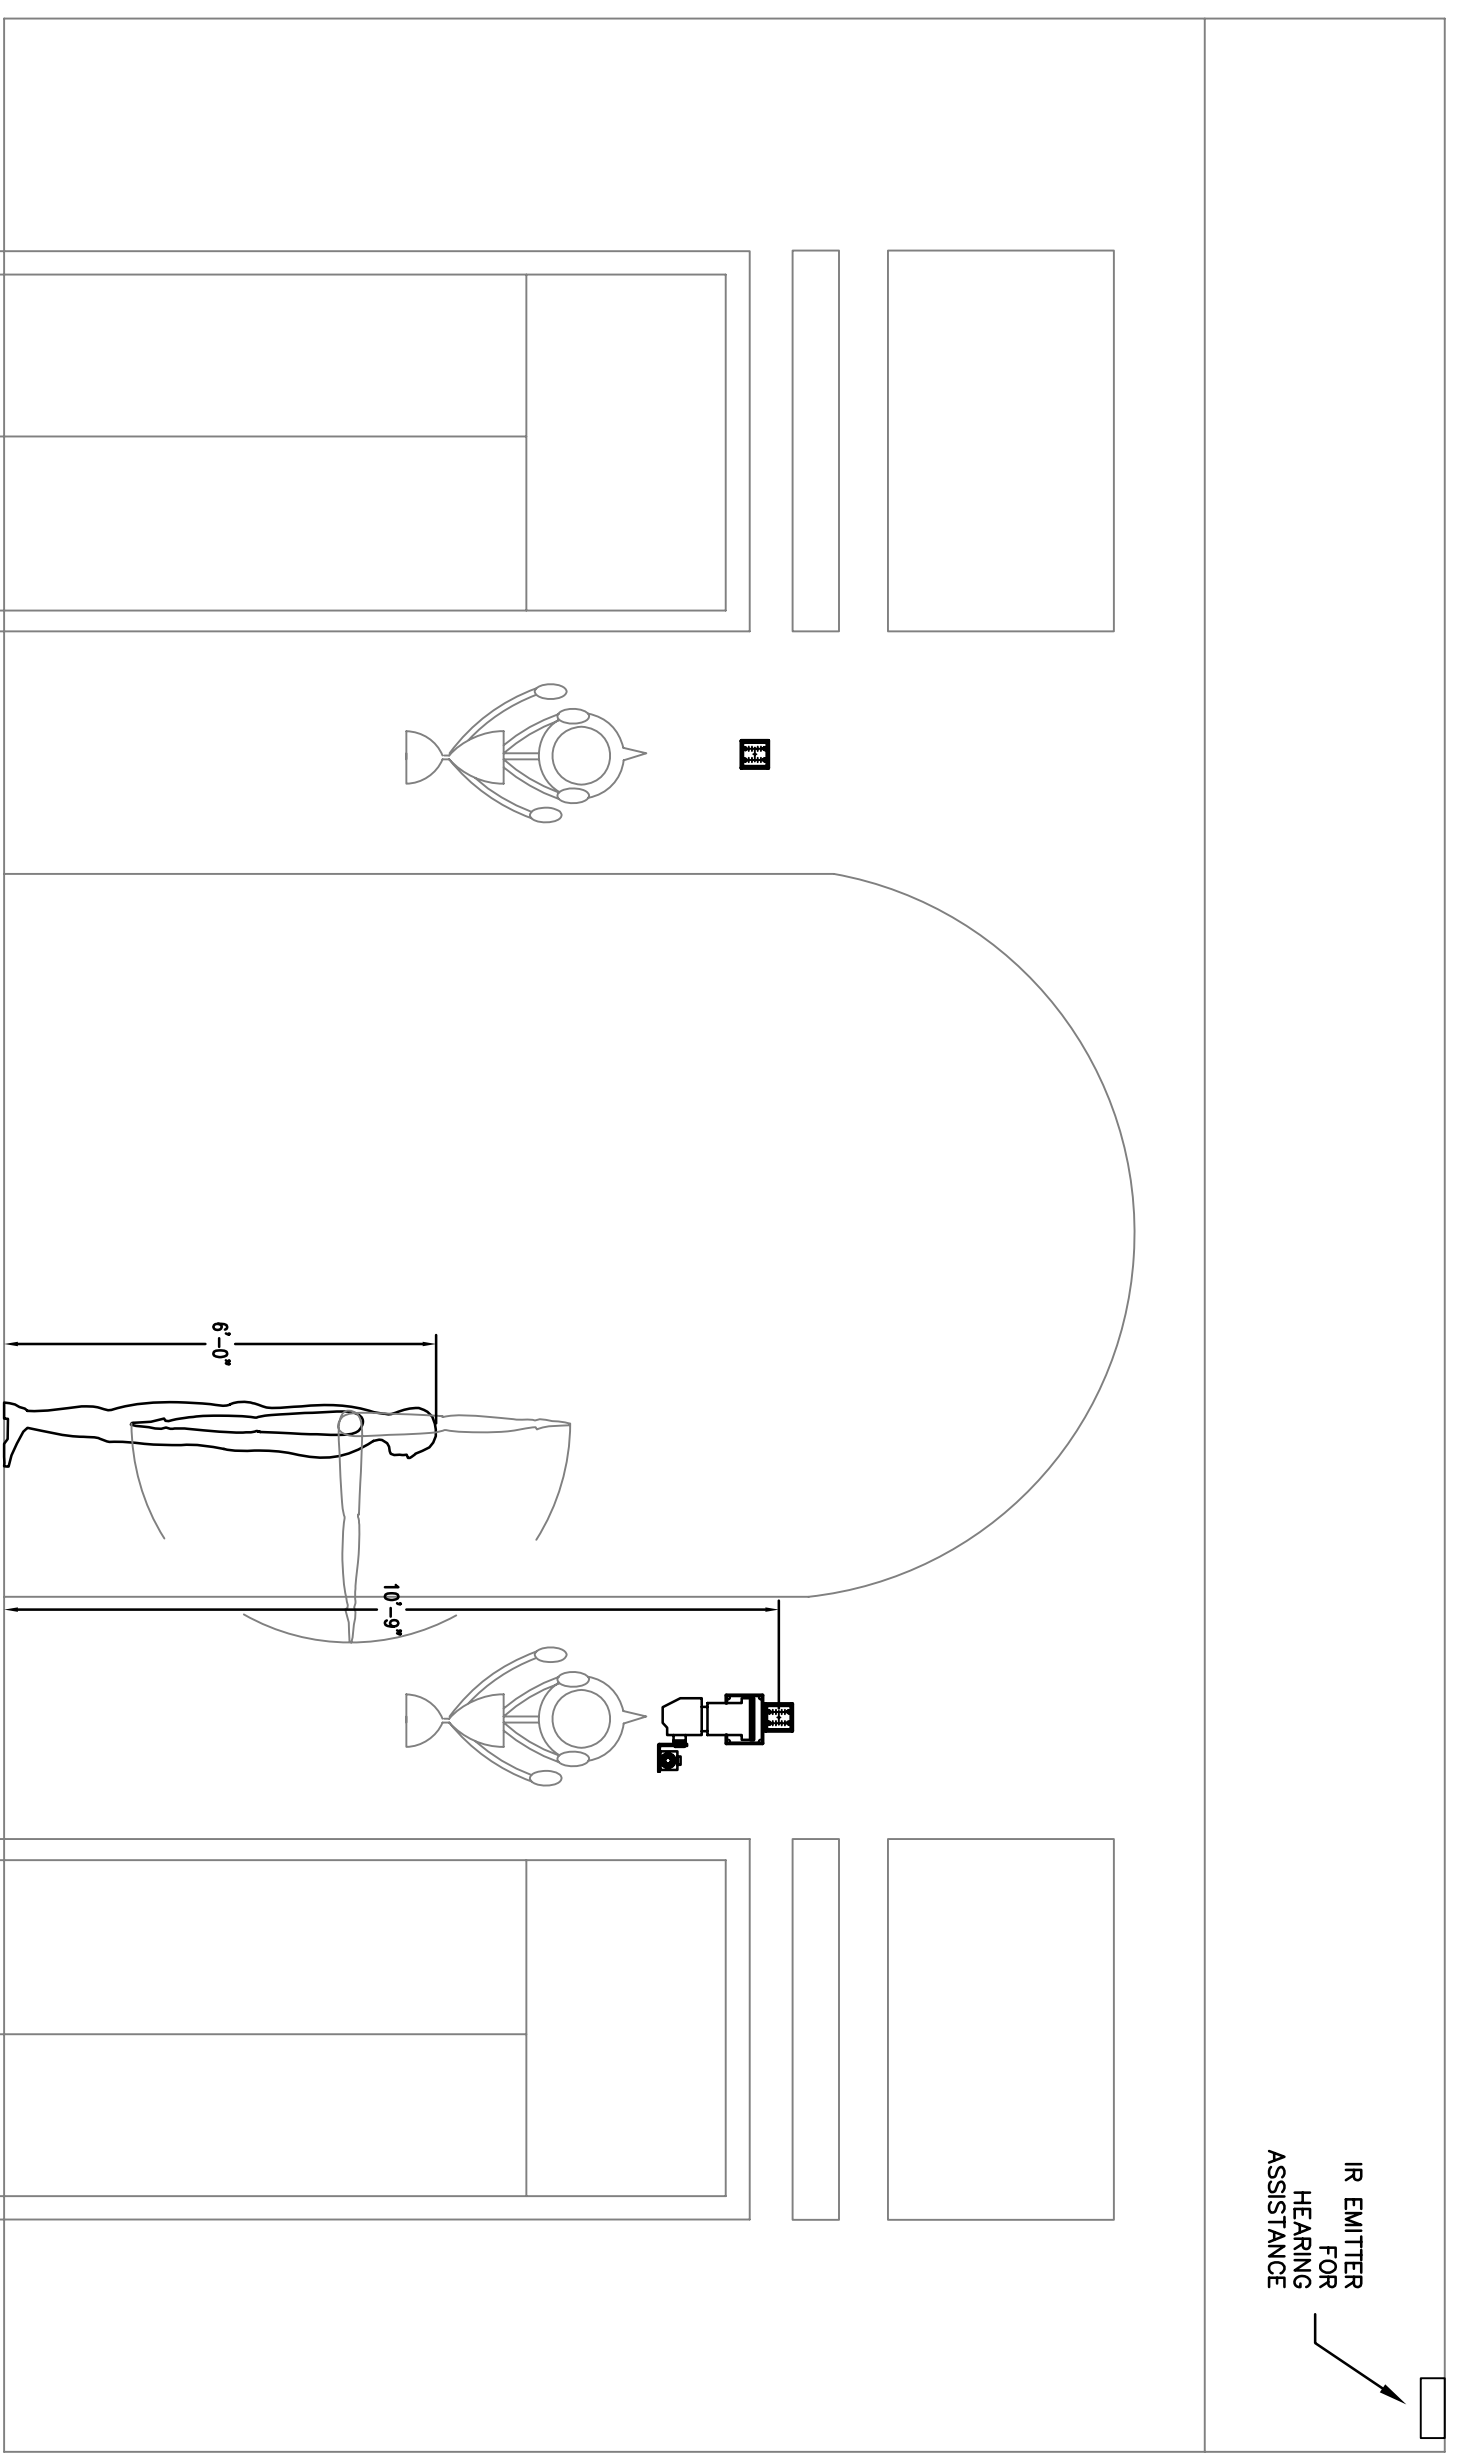 IR EMITTER
FOR
HEARING
ASSISTANCE
6'-0"
10'-9"